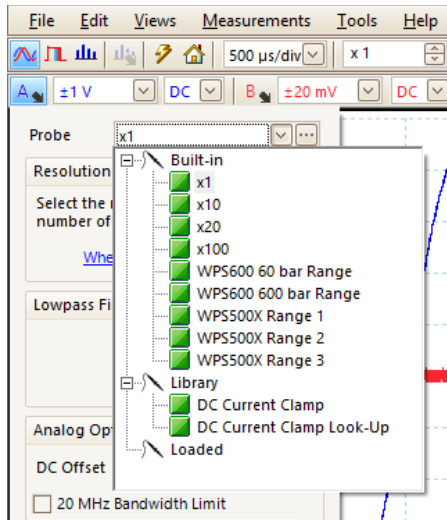 File Edit Views Measurements Tools Help
500 µs/div x 1
A ±1 V DC B ±20 mV DC
Probe x1
Built-in
Resolution
x1
Select the
x10
number of
x20
x100
Whe
WPS600 60 bar Range
WPS600 600 bar Range
Lowpass Fi
WPS500X Range 1
WPS500X Range 2
WPS500X Range 3
Library
DC Current Clamp
Analog Op
DC Current Clamp Look-Up
Loaded
DC Offset
20 MHz Bandwidth Limit